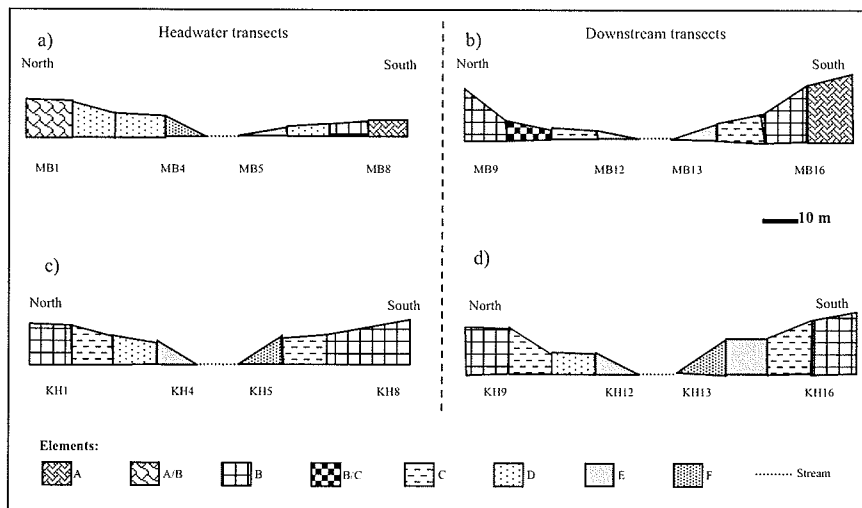 a)
Headwater transects
North
South
MB1
MB4
MB5
MB8
b)
Downstream transects
North
South
MB9
MB12
MB13
MB16
10 m
c)
North
South
KH1
KH4
KH5
KH8
d)
North
South
KH9
KH12
KH13
KH16
Elements:
A
A/B
B
B/C
C
D
E
F
Stream